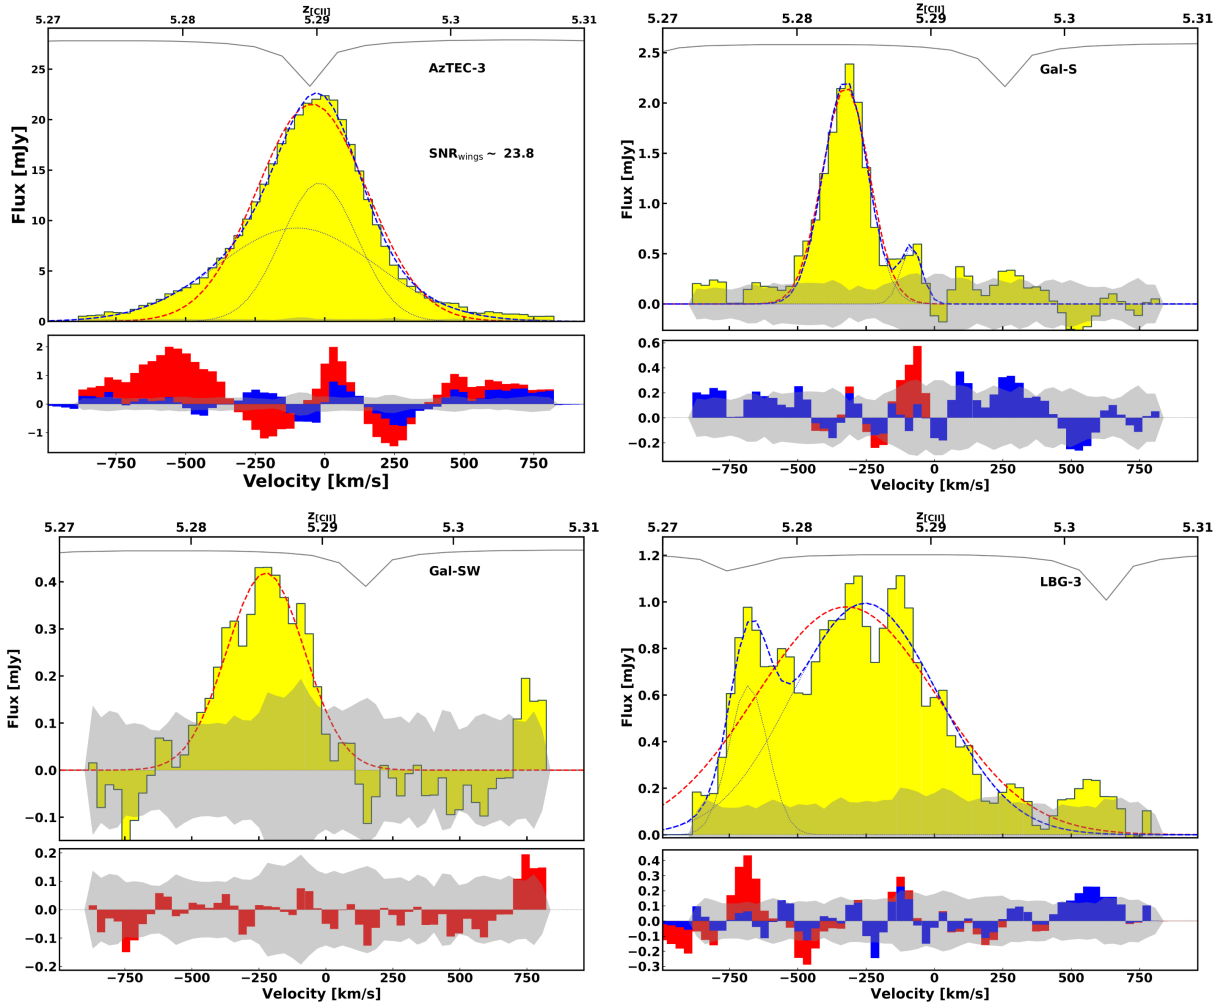 z[CII]
5.27 5.28 5.29 5.3 5.31
AzTEC-3
SNRwings ~ 23.8
Flux [mJy]
25
20
15
10
5
0
2
1
0
−1
−750 −500 −250 0 250 500 750
Velocity [km/s]
z[CII]
5.27 5.28 5.29 5.3 5.31
Gal-S
Flux [mJy]
2.5
2.0
1.5
1.0
0.5
0.0
0.6
0.4
0.2
0.0
−0.2
−750 −500 −250 0 250 500 750
Velocity [km/s]
z[CII]
5.27 5.28 5.29 5.3 5.31
Gal-SW
Flux [mJy]
0.4
0.3
0.2
0.1
0.0
−0.1
0.2
0.1
0.0
−0.1
−0.2
−750 −500 −250 0 250 500 750
Velocity [km/s]
z[CII]
5.27 5.28 5.29 5.3 5.31
LBG-3
Flux [mJy]
1.2
1.0
0.8
0.6
0.4
0.2
0.0
0.4
0.3
0.2
0.1
0.0
−0.1
−0.2
−0.3
−750 −500 −250 0 250 500 750
Velocity [km/s]